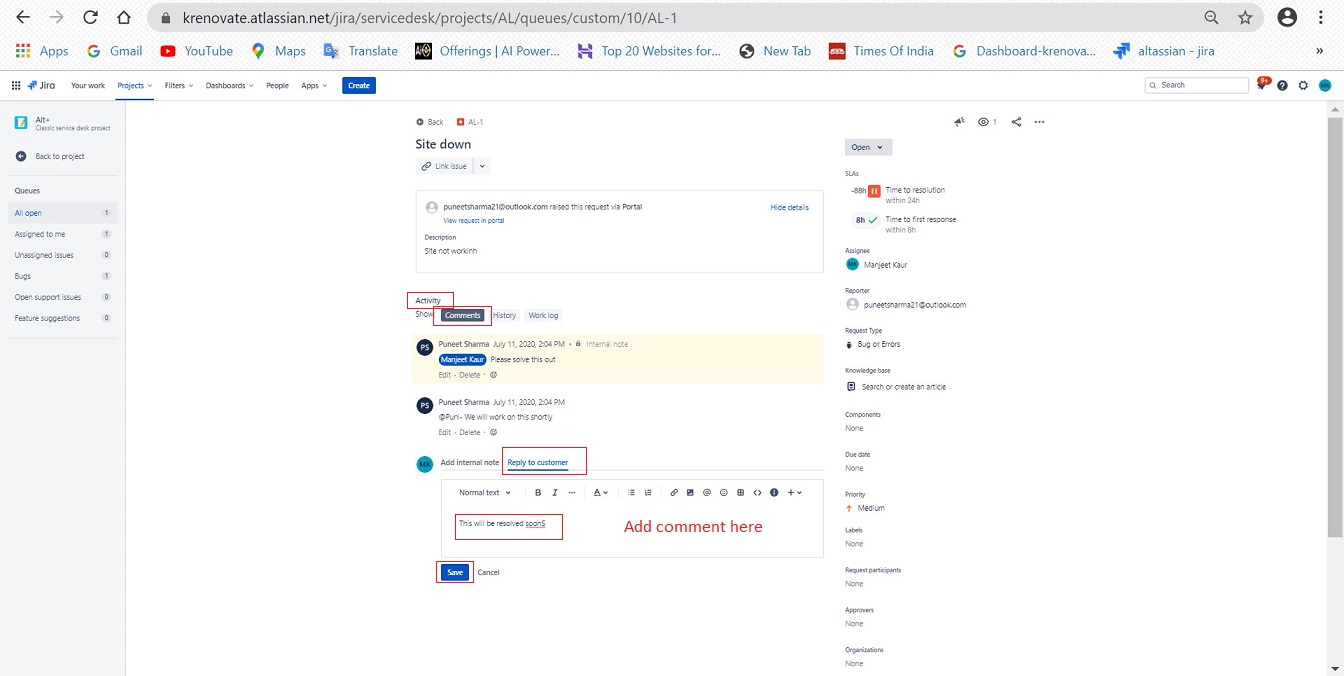 krenovate.atlassian.net/jira/servicedesk/projects/AL/queues/custom/10/AL-1
Apps Gmail YouTube Maps Translate Offerings | AI Power... Top 20 Websites for... New Tab Times Of India Dashboard-krenova... altassian - jira »
Jira Your work Projects Filters Dashboards People Apps Create Search 9+ MK
Alt+
Classic service desk project
Back to project
Queues
All open 1
Assigned to me 1
Unassigned issues 0
Bugs 1
Open support issues 0
Feature suggestions 0
Back AL-1
1
Site down
Link issue
puneetsharma21@outlook.com raised this request via Portal Hide details
View request in portal
Description
Site not workinh
Activity
Show: Comments History Work log
PS Puneet Sharma July 11, 2020, 2:04 PM • Internal note
Manjeet Kaur Please solve this out
Edit · Delete ·
PS Puneet Sharma July 11, 2020, 2:04 PM
@Puni- We will work on this shortly
Edit · Delete ·
MK Add internal note Reply to customer
Normal text B I ··· A @ <> +
This will be resolved soonS
Add comment here
Save Cancel
Open
SLAs
-88h Time to resolution
within 24h
8h Time to first response
within 8h
Assignee
MK Manjeet Kaur
Reporter
puneetsharma21@outlook.com
Request Type
Bug or Errors
Knowledge base
Search or create an article
Components
None
Due date
None
Priority
Medium
Labels
None
Request participants
None
Approvers
None
Organizations
None